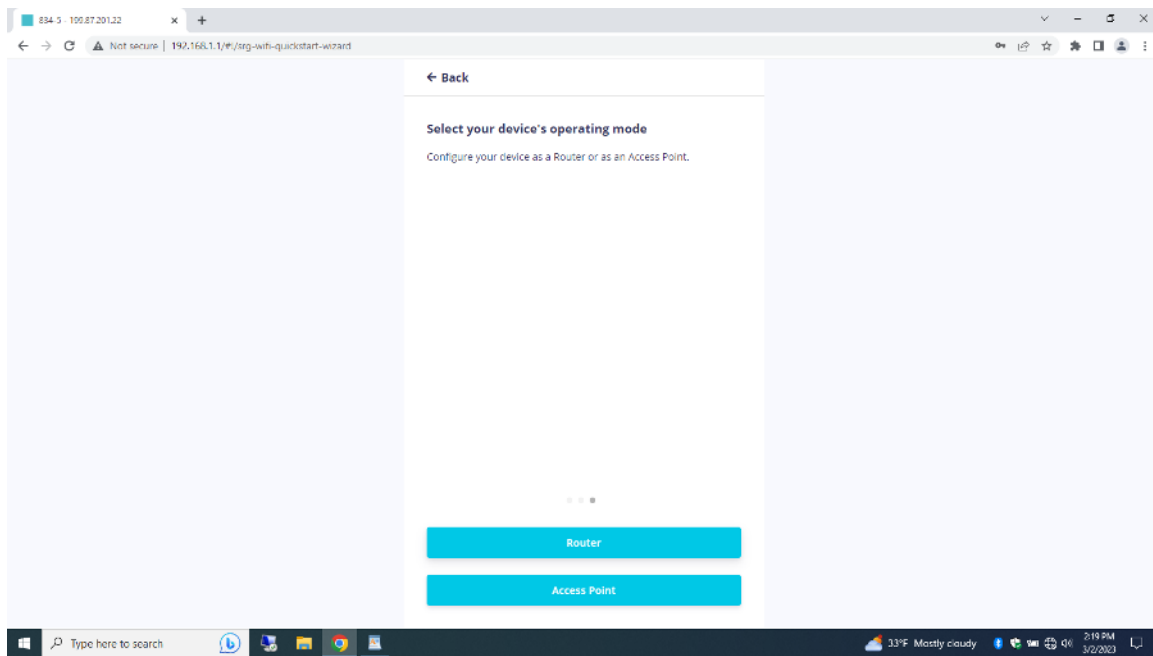 834-5 - 199.87.201.22
Not secure | 192.168.1.1/#!/srg-wifi-quickstart-wizard
← Back
Select your device's operating mode
Configure your device as a Router or as an Access Point.
Router
Access Point
Type here to search
33°F Mostly cloudy
2:19 PM
3/2/2023